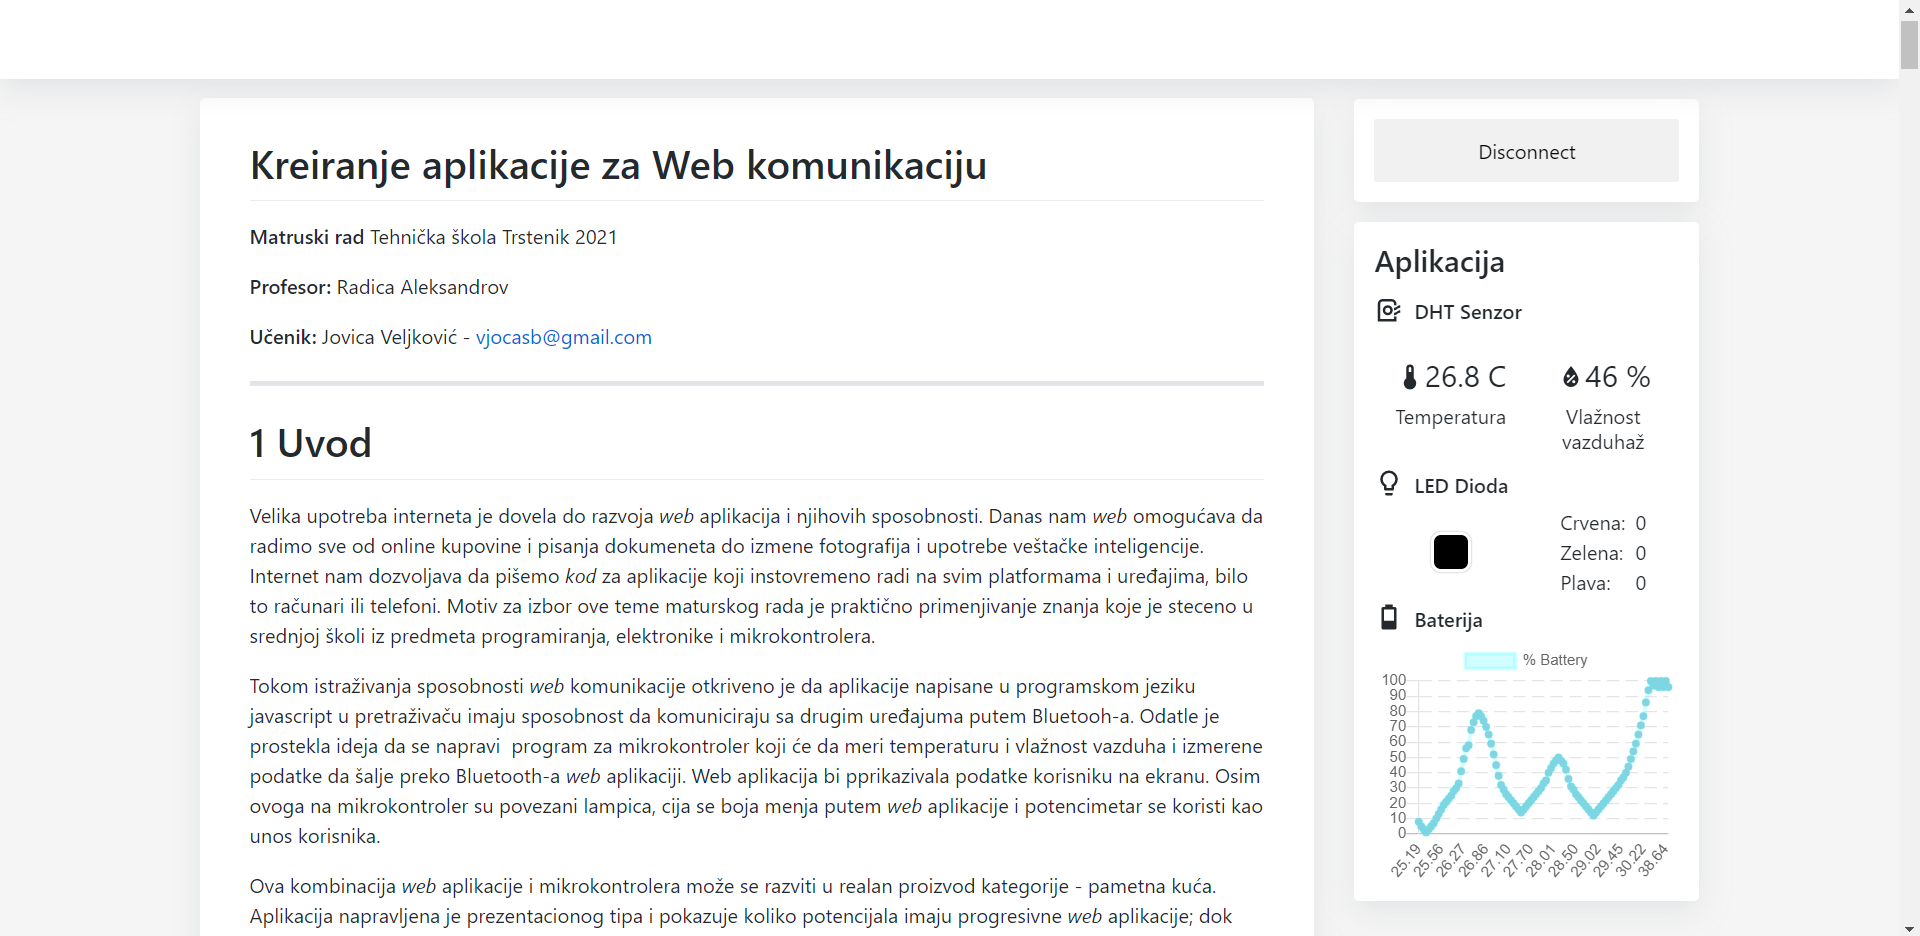 Kreiranje aplikacije za Web komunikaciju
Matruski rad Tehnička škola Trstenik 2021
Profesor: Radica Aleksandrov
Učenik: Jovica Veljković - vjocasb@gmail.com
1 Uvod
Velika upotreba interneta je dovela do razvoja web aplikacija i njihovih sposobnosti. Danas nam web omogućava da
radimo sve od online kupovine i pisanja dokumeneta do izmene fotografija i upotrebe veštačke inteligencije.
Internet nam dozvoljava da pišemo kod za aplikacije koji instovremeno radi na svim platformama i uređajima, bilo
to računari ili telefoni. Motiv za izbor ove teme maturskog rada je praktično primenjivanje znanja koje je steceno u
srednjoj školi iz predmeta programiranja, elektronike i mikrokontrolera.
Tokom istraživanja sposobnosti web komunikacije otkriveno je da aplikacije napisane u programskom jeziku
javascript u pretraživaču imaju sposobnost da komuniciraju sa drugim uređajuma putem Bluetooh-a. Odatle je
prostekla ideja da se napravi  program za mikrokontroler koji će da meri temperaturu i vlažnost vazduha i izmerene
podatke da šalje preko Bluetooth-a web aplikaciji. Web aplikacija bi pprikazivala podatke korisniku na ekranu. Osim
ovoga na mikrokontroler su povezani lampica, cija se boja menja putem web aplikacije i potencimetar se koristi kao
unos korisnika.
Ova kombinacija web aplikacije i mikrokontrolera može se razviti u realan proizvod kategorije - pametna kuća.
Aplikacija napravljena je prezentacionog tipa i pokazuje koliko potencijala imaju progresivne web aplikacije; dok
Disconnect
Aplikacija
DHT Senzor
26.8 C
Temperatura
46 %
Vlažnost
vazduhaž
LED Dioda
Crvena: 0
Zelena: 0
Plava: 0
Baterija
% Battery
100
90
80
70
60
50
40
30
20
10
0
25.19
25.56
26.27
26.86
27.10
27.70
28.01
28.50
29.02
29.45
30.22
38.64